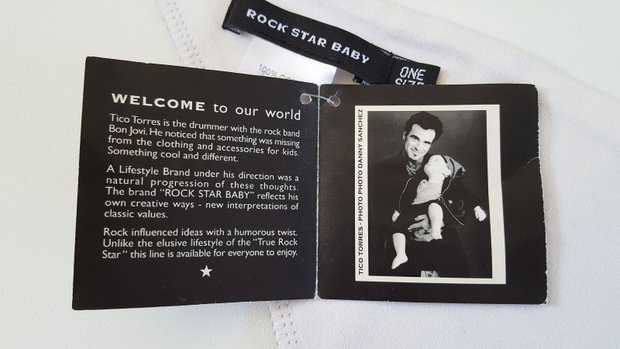 ROCK STAR BABY
ONE
SIZE
100%
WELCOME to our world
Tico Torres is the drummer with the rock band
Bon Jovi. He noticed that something was missing
from the clothing and accessories for kids.
Something cool and different.
A Lifestyle Brand under his direction was a
natural progression of these thoughts.
The brand "ROCK STAR BABY" reflects his
own creative ways - new interpretations of
classic values.
Rock influenced ideas with a humorous twist.
Unlike the elusive lifestyle of the "True Rock
Star" this line is available for everyone to enjoy.
TICO TORRES - PHOTO PHOTO DANNY SANCHEZ